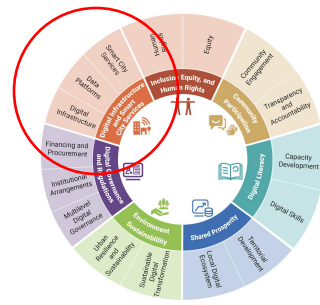 Human
Rights
Equity
Community
Engagement
Transparency
and
Accountability
Capacity
Development
Digital Skills
Territorial
Development
Local Digital
Ecosystem
Sustainable
Digital
Transformation
Urban
Resilience
and
Sustainability
Multilevel
Digital
Governance
Institutional
Arrangements
Financing and
Procurement
Digital
Infrastructure
Data
Platforms
Smart City
Services
Inclusion, Equity, and
Human Rights
Community
Participation
Digital Literacy
Shared Prosperity
Environment
Sustainability
Digital Governance
and Regulations
Digital Infrastructure
and Smart
City Services